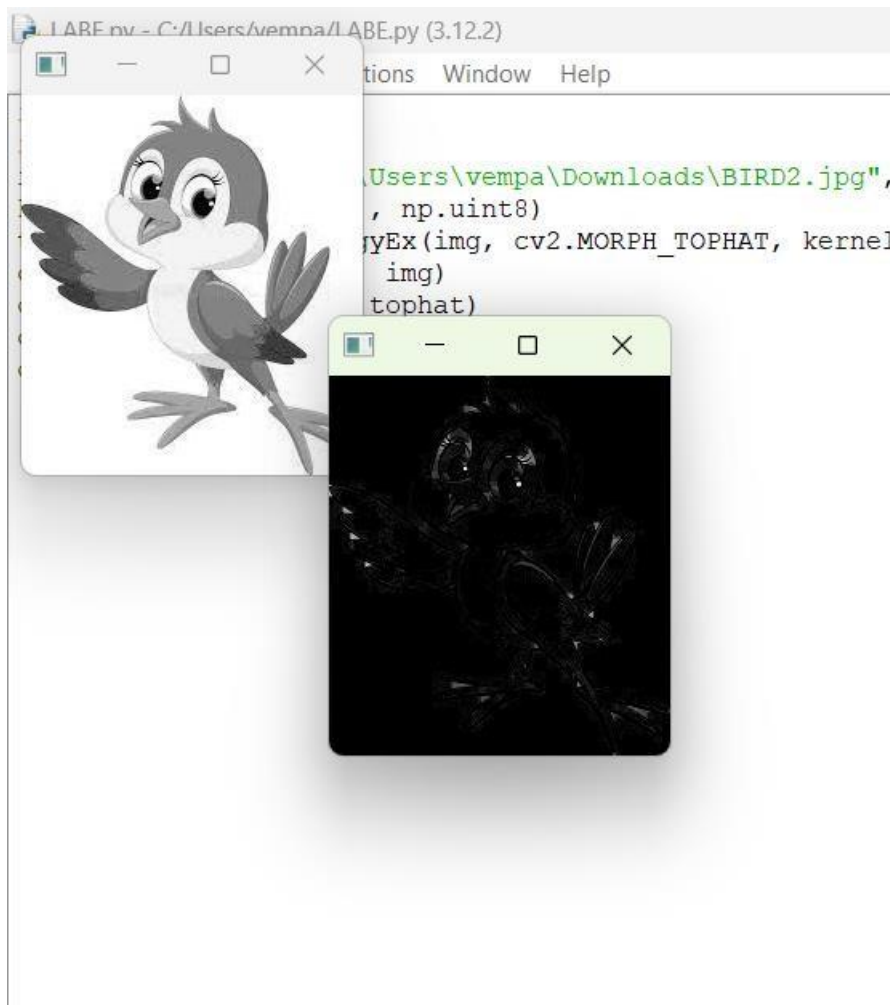 LABE.py - C:/Users/vempa/LABE.py (3.12.2)
tions Window Help
\Users\vempa\Downloads\BIRD2.jpg",
, np.uint8)
gyEx(img, cv2.MORPH_TOPHAT, kernel
img)
tophat)